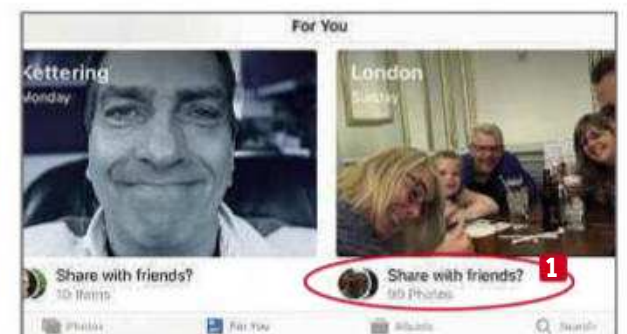 For You
Kettering
Monday
London
Sunday
Share with friends?
10 Items
Share with friends?
1
99 Photos
Photos
For You
Albums
Search